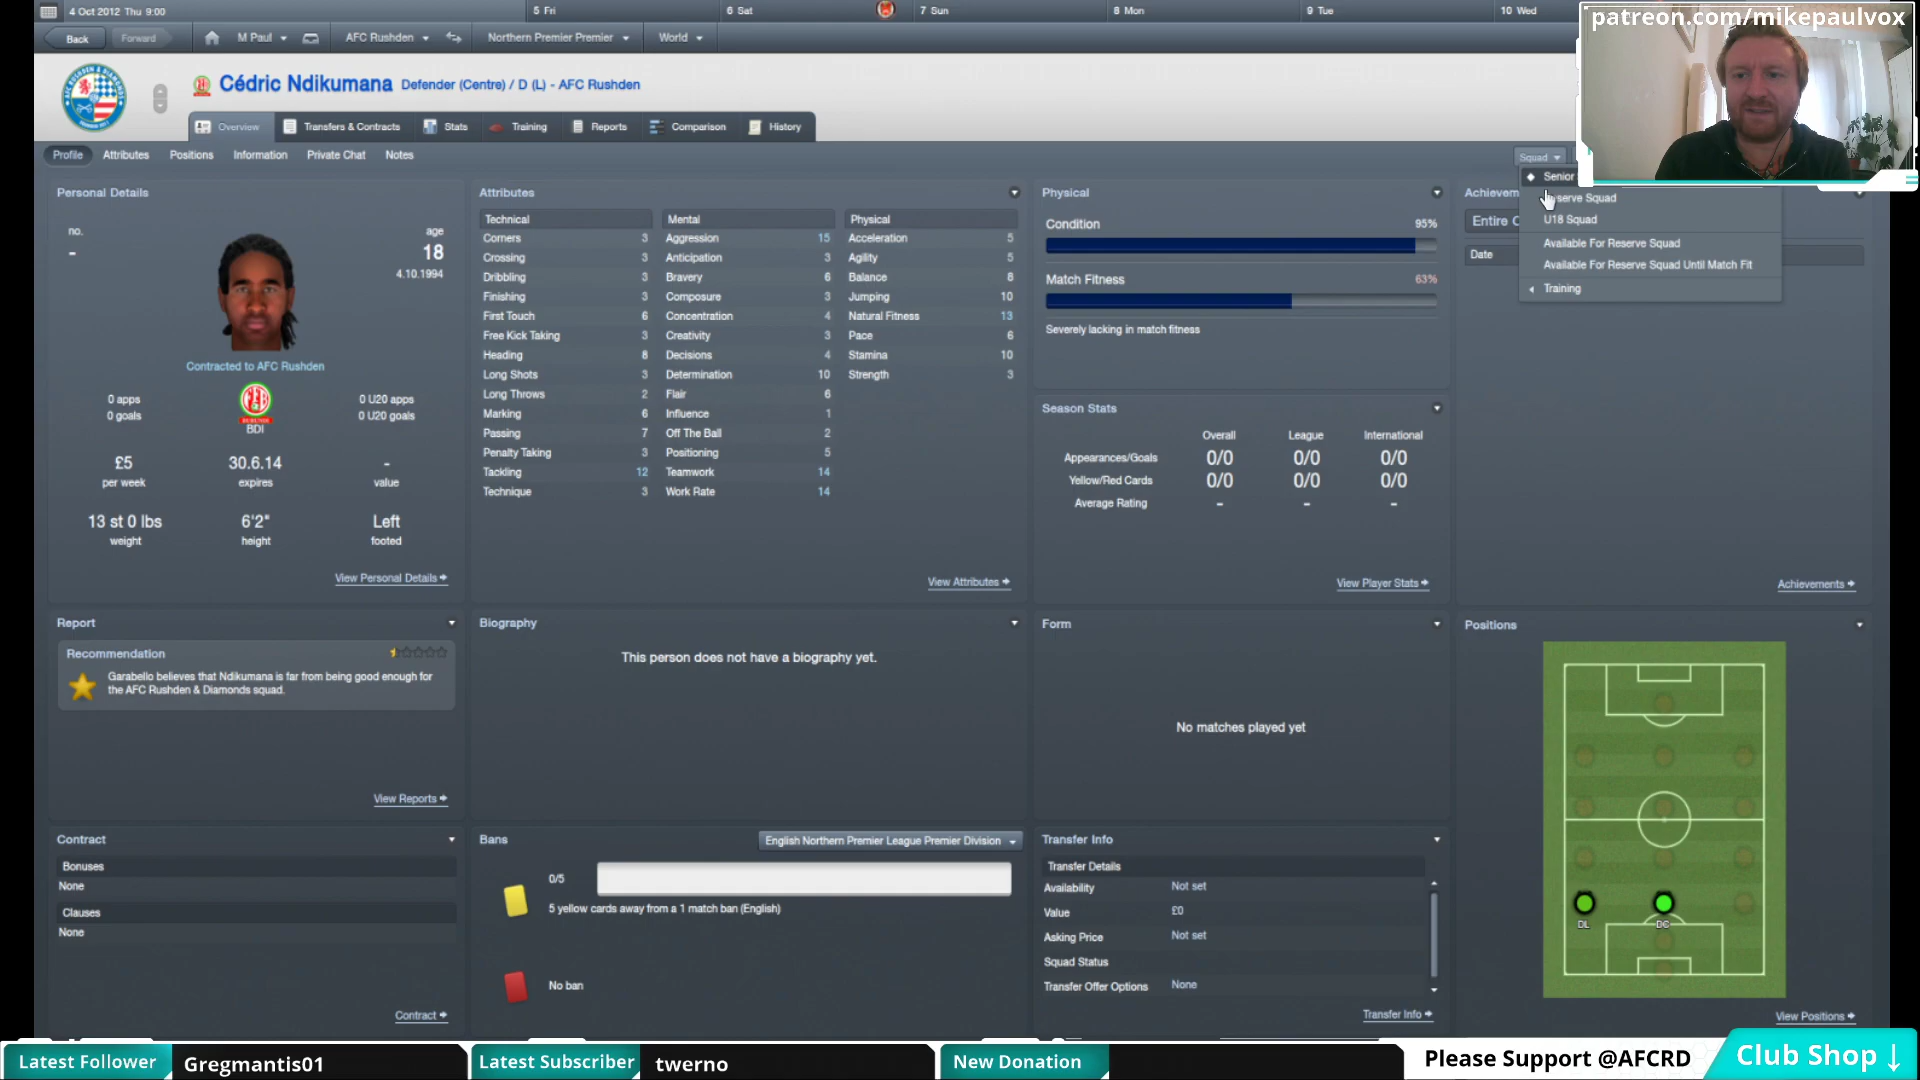 4 Oct 2012 Thu 9:00
5 Fri
6 Sat
7 Sun
8 Mon
9 Tue
10 Wed
patreon.com/mikepaulvox
Back
Forward
M Paul
AFC Rushden
Northern Premier Premier
World
Cédric Ndikumana Defender (Centre) / D (L) - AFC Rushden
Overview
Transfers & Contracts
Stats
Training
Reports
Comparison
History
Profile
Attributes
Positions
Information
Private Chat
Notes
Squad
Senior
Reserve Squad
U18 Squad
Available For Reserve Squad
Available For Reserve Squad Until Match Fit
Training
Personal Details
no.
-
age
18
4.10.1994
Contracted to AFC Rushden
0 apps
0 goals
BDI
0 U20 apps
0 U20 goals
£5
per week
30.6.14
expires
-
value
13 st 0 lbs
weight
6'2"
height
Left
footed
View Personal Details
Attributes
Technical
Corners 3
Crossing 3
Dribbling 3
Finishing 3
First Touch 6
Free Kick Taking 3
Heading 8
Long Shots 3
Long Throws 2
Marking 6
Passing 7
Penalty Taking 3
Tackling 12
Technique 3
Mental
Aggression 15
Anticipation 3
Bravery 6
Composure 3
Concentration 4
Creativity 3
Decisions 4
Determination 10
Flair 6
Influence 1
Off The Ball 2
Positioning 5
Teamwork 14
Work Rate 14
Physical
Acceleration 5
Agility 5
Balance 8
Jumping 10
Natural Fitness 13
Pace 6
Stamina 10
Strength 3
View Attributes
Physical
Condition 95%
Match Fitness 63%
Severely lacking in match fitness
Season Stats
Overall League International
Appearances/Goals 0/0 0/0 0/0
Yellow/Red Cards 0/0 0/0 0/0
Average Rating - - -
View Player Stats
Date
Achievements
Report
Recommendation
Garabello believes that Ndikumana is far from being good enough for
the AFC Rushden & Diamonds squad.
View Reports
Biography
This person does not have a biography yet.
Form
No matches played yet
Positions
DL
DC
View Positions
Contract
Bonuses
None
Clauses
None
Contract
Bans
English Northern Premier League Premier Division
0/5
5 yellow cards away from a 1 match ban (English)
No ban
Transfer Info
Transfer Details
Availability Not set
Value £0
Asking Price Not set
Squad Status
Transfer Offer Options None
Transfer Info
Latest Follower
Gregmantis01
Latest Subscriber
twerno
New Donation
Please Support @AFCRD
Club Shop ↓